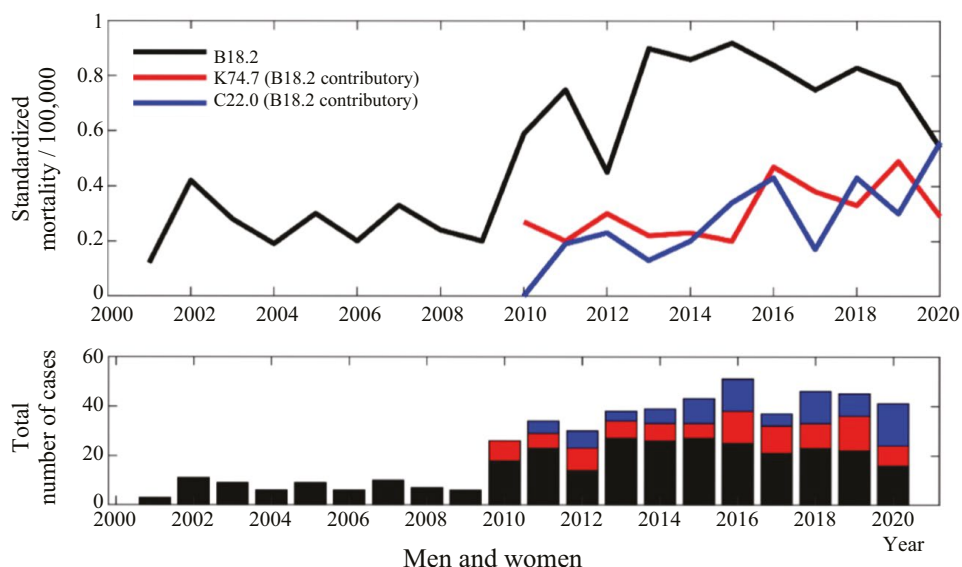 Standardized
mortality / 100,000
1
0.8
0.6
0.4
0.2
0
B18.2
K74.7 (B18.2 contributory)
C22.0 (B18.2 contributory)
2000 2002 2004 2006 2008 2010 2012 2014 2016 2018 2020
Total
number of cases
60
40
20
0
2000 2002 2004 2006 2008 2010 2012 2014 2016 2018 2020
Year
Men and women